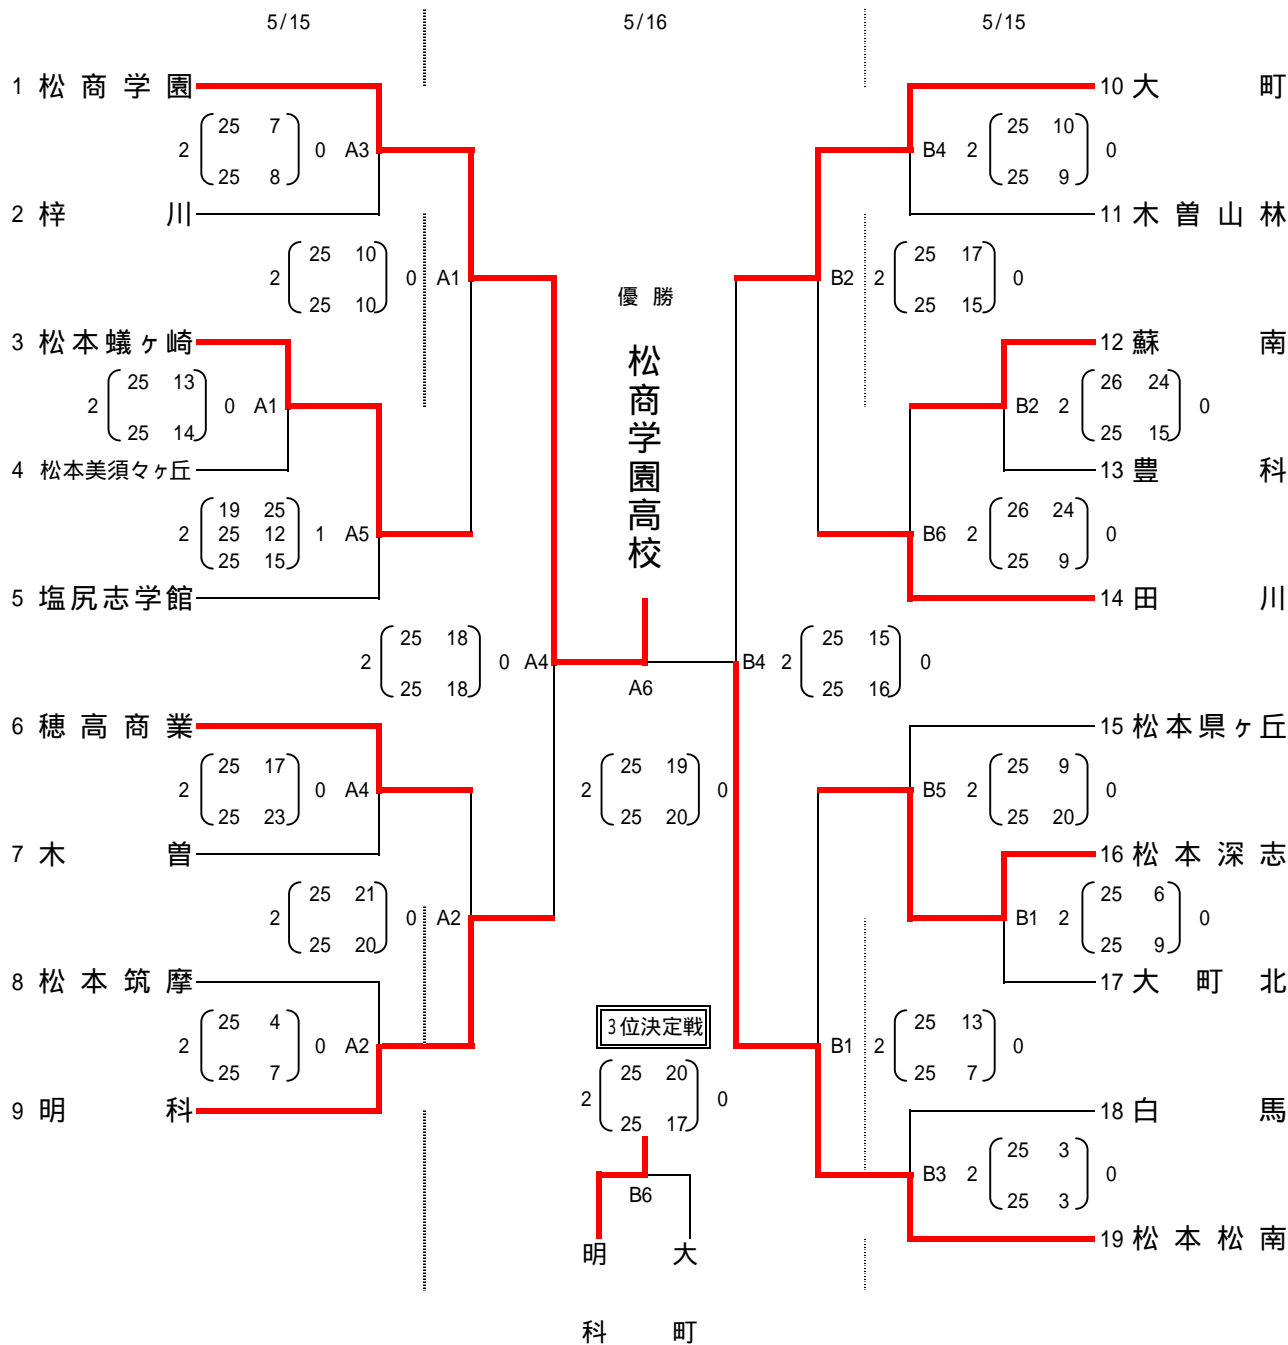 5/15 5/16 5/15
1 松商学園
10 大町
25 7
2 0 A3
25 8
B4 2 0
25 10
25 9
2 梓川
11 木曽山林
25 10
2 0 A1
25 10
B2 2 0
25 17
25 15
優勝
松商学園高校
3 松本蟻ヶ崎
12 蘇南
25 13
2 0 A1
25 14
B2 2 0
26 24
25 15
4 松本美須々ヶ丘
13 豊科
19 25
2 25 12 1 A5
25 15
26 24
B6 2 0
25 9
5 塩尻志学館
14 田川
25 18
2 0 A4
25 18
A6
25 15
B4 2 0
25 16
6 穂高商業
15 松本県ヶ丘
25 17
2 0 A4
25 23
25 19
2 0
25 20
25 9
B5 2 0
25 20
7 木曽
16 松本深志
25 21
2 0 A2
25 20
25 6
B1 2 0
25 9
8 松本筑摩
17 大町北
25 4
2 0 A2
25 7
3位決定戦
25 20
2 0
25 17
25 13
B1 2 0
25 7
9 明科
18 白馬
25 3
B3 2 0
25 3
B6
19 松本松南
明科
大町